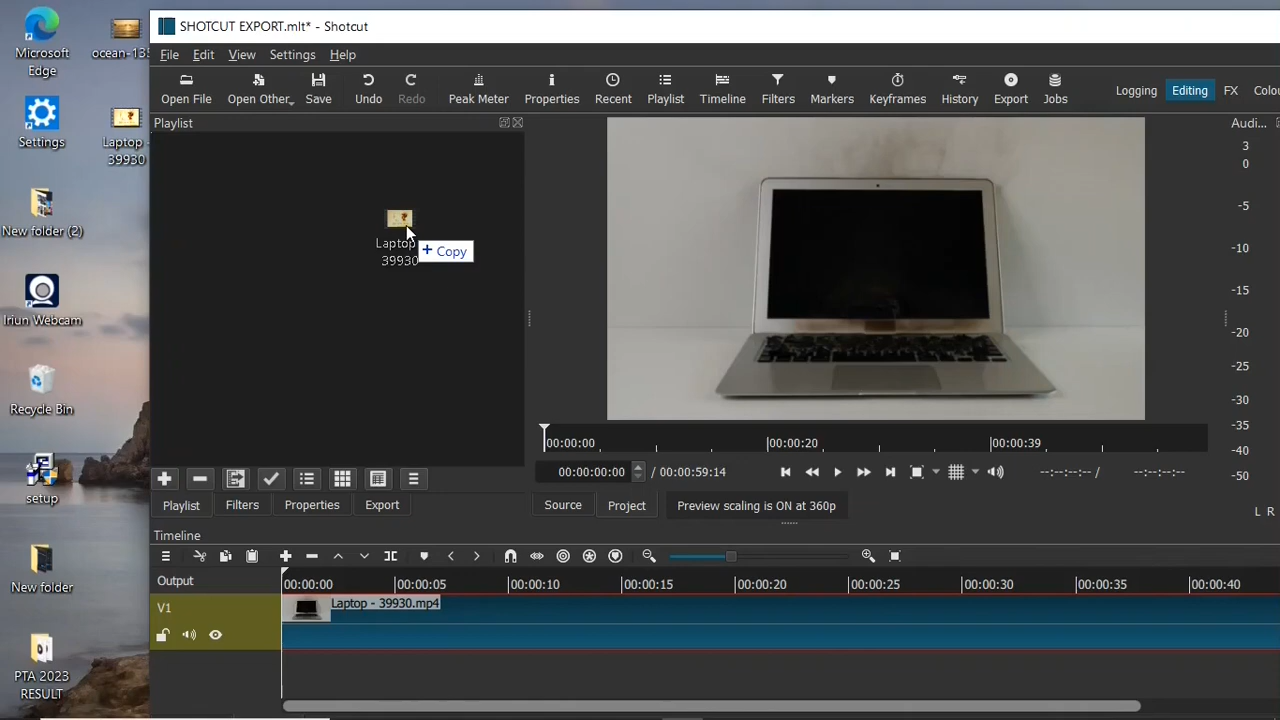 Microsoft
Edge
ocean-135
Settings
Laptop -
39930
New folder (2)
Iriun Webcam
Recycle Bin
setup
New folder
PTA 2023
RESULT
SHOTCUT EXPORT.mlt* - Shotcut
File Edit View Settings Help
Open File Open Other Save Undo Redo Peak Meter Properties Recent Playlist Timeline Filters Markers Keyframes History Export Jobs
Logging Editing FX Colou
Playlist
Audi...
Laptop
39930
+ Copy
3
0
-5
-10
-15
-20
-25
-30
-35
-40
-45
-50
L R
00:00:00 00:00:20 00:00:39
00:00:00:00 / 00:00:59:14
--:--:--:-- / --:--:--:--
Playlist Filters Properties Export
Source Project Preview scaling is ON at 360p
Timeline
Output
00:00:00 00:00:05 00:00:10 00:00:15 00:00:20 00:00:25 00:00:30 00:00:35 00:00:40
V1
Laptop - 39930.mp4